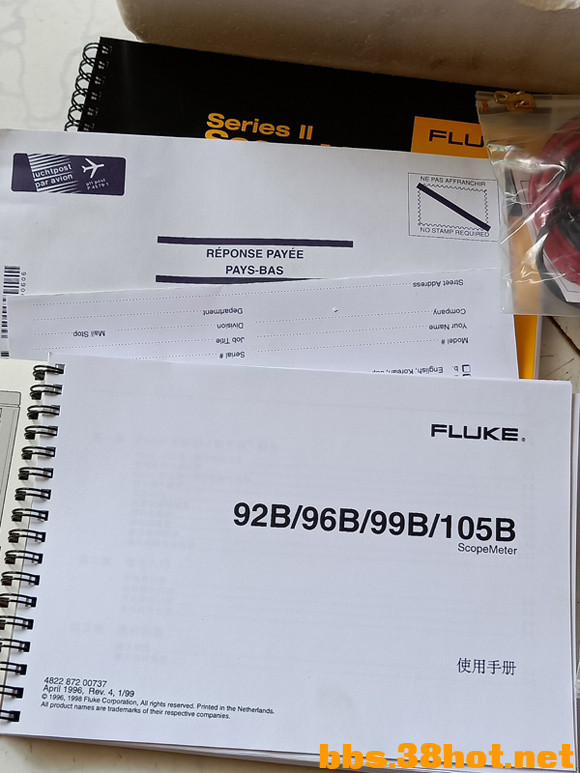 Series II
FLU
luchtpost
par avion
NE PAS AFFRANCHIR
NO STAMP REQUIRED
RÉPONSE PAYÉE
PAYS-BAS
Street Address
Department
Company
Mail Stop
Division
Your Name
Job Title
Model #
Serial #
b. English, Korean,
FLUKE®
92B/96B/99B/105B
ScopeMeter
使用手册
4822 872 00737
April 1996, Rev. 4, 1/99
© 1996, 1998 Fluke Corporation, All rights reserved. Printed in the Netherlands.
All product names are trademarks of their respective companies.
bbs.38hot.net